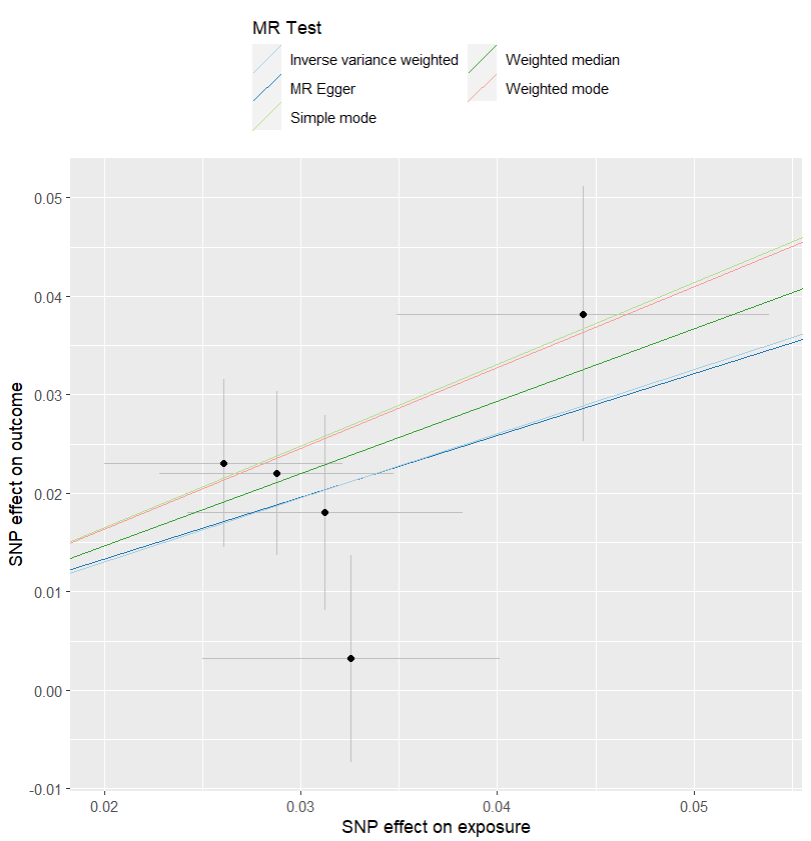 MR Test
Inverse variance weighted Weighted median
MR Egger Weighted mode
Simple mode
0.05
0.04
0.03
0.02
0.01
0.00
-0.01
SNP effect on outcome
0.02 0.03 0.04 0.05
SNP effect on exposure